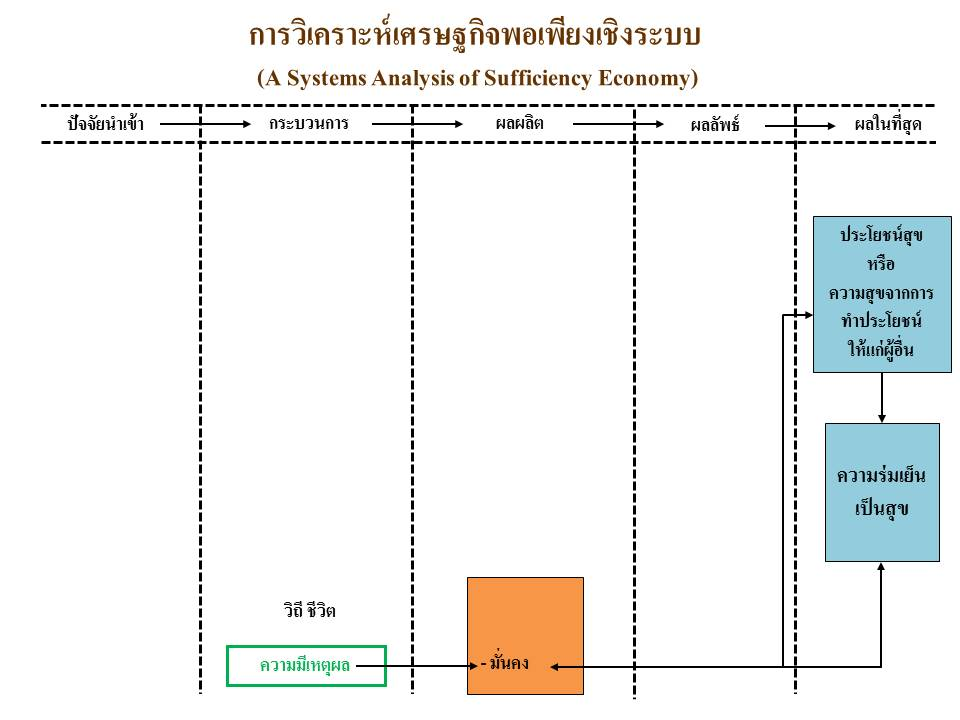 การวิเคราะห์เศรษฐกิจพอเพียงเชิงระบบ
(A Systems Analysis of Sufficiency Economy)
ปัจจัยนำเข้า
กระบวนการ
ผลผลิต
ผลลัพธ์
ผลในที่สุด
ประโยชน์สุข
หรือ
ความสุขจากการ
ทำประโยชน์
ให้แก่ผู้อื่น
ความร่มเย็น
เป็นสุข
วิถี ชีวิต
ความมีเหตุผล
- มั่นคง